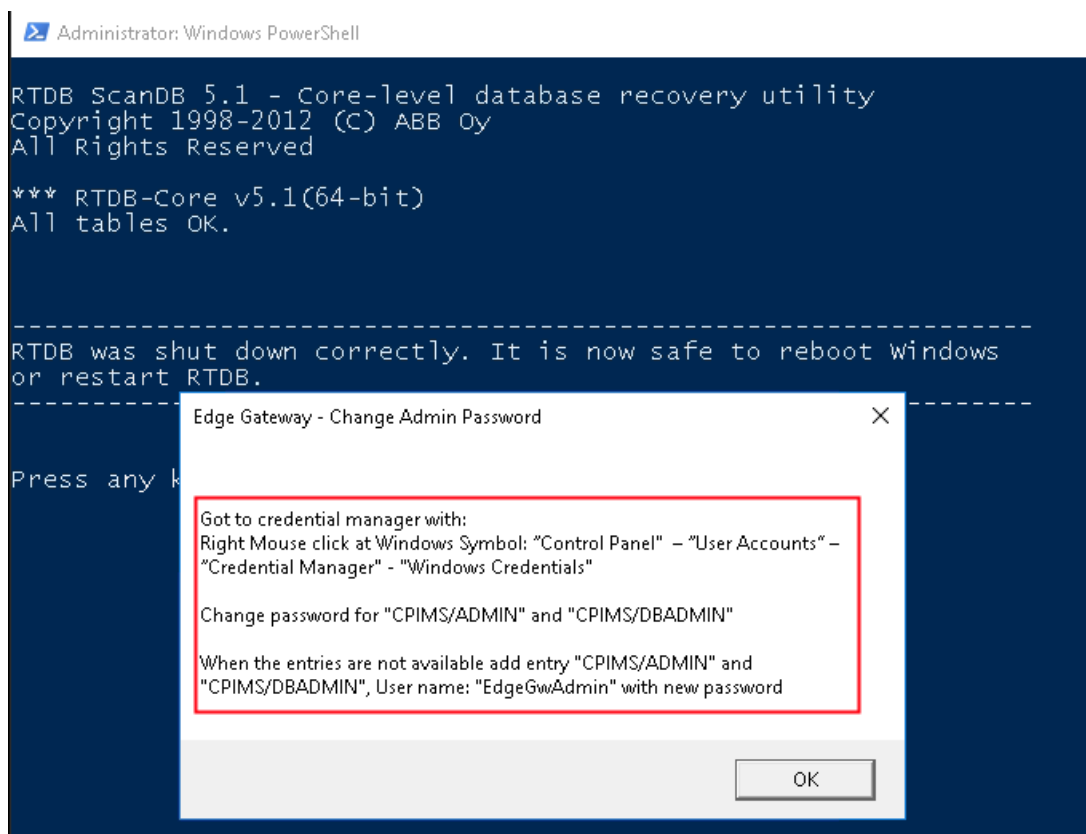 Administrator: Windows PowerShell
RTDB ScanDB 5.1 - Core-level database recovery utility
Copyright 1998-2012 (C) ABB Oy
All Rights Reserved
*** RTDB-Core v5.1(64-bit)
All tables OK.
------------------------------------------------------------------
RTDB was shut down correctly. It is now safe to reboot Windows
or restart RTDB.
Edge Gateway - Change Admin Password
Press any k
Got to credential manager with:
Right Mouse click at Windows Symbol: "Control Panel" – "User Accounts" –
"Credential Manager" - "Windows Credentials"
Change password for "CPIMS/ADMIN" and "CPIMS/DBADMIN"
When the entries are not available add entry "CPIMS/ADMIN" and
"CPIMS/DBADMIN", User name: "EdgeGwAdmin" with new password
OK